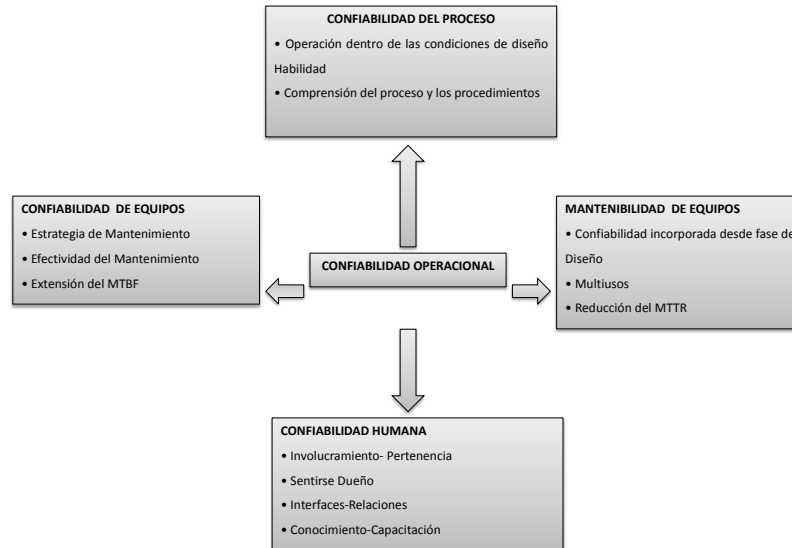 CONFIABILIDAD DEL PROCESO
• Operación dentro de las condiciones de diseño
Habilidad
• Comprensión del proceso y los procedimientos
CONFIABILIDAD DE EQUIPOS
• Estrategia de Mantenimiento
• Efectividad del Mantenimiento
• Extensión del MTBF
CONFIABILIDAD OPERACIONAL
MANTENIBILIDAD DE EQUIPOS
• Confiabilidad incorporada desde fase de
Diseño
• Multiusos
• Reducción del MTTR
CONFIABILIDAD HUMANA
• Involucramiento- Pertenencia
• Sentirse Dueño
• Interfaces-Relaciones
• Conocimiento-Capacitación